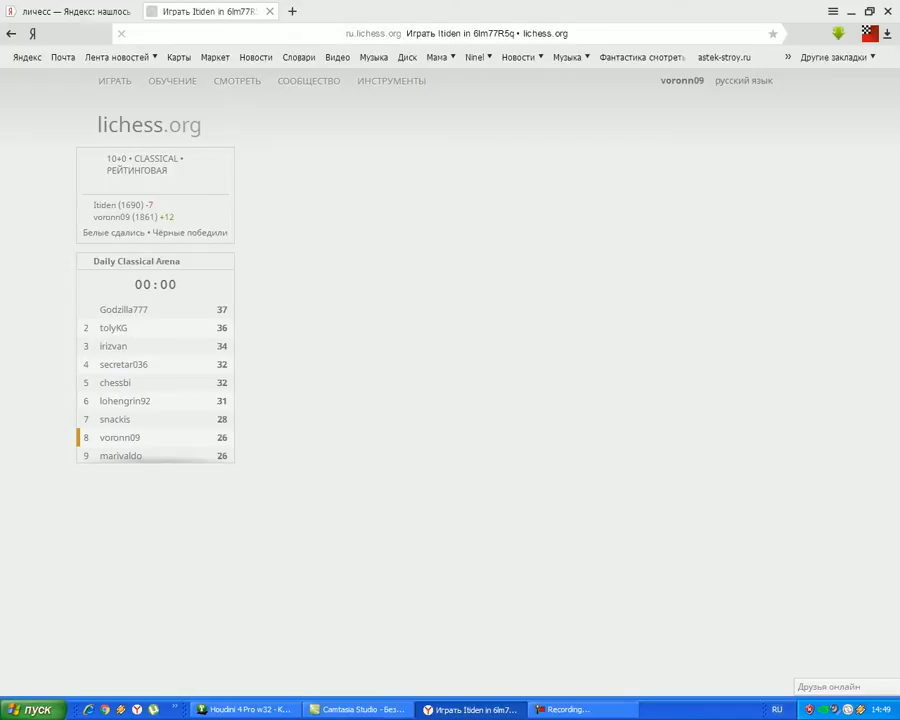 личесс — Яндекс: нашлось
Играть Itiden in 6lm77R5
ru.lichess.org Играть Itiden in 6lm77R5q • lichess.org
Яндекс Почта Лента новостей Карты Маркет Новости Словари Видео Музыка Диск Мама Ninel Новости Музыка Фантастика смотреть astek-stroy.ru » Другие закладки
ИГРАТЬ ОБУЧЕНИЕ СМОТРЕТЬ СООБЩЕСТВО ИНСТРУМЕНТЫ voronn09 русский язык
lichess.org
10+0 • CLASSICAL •
РЕЙТИНГОВАЯ
Itiden (1690) -7
voronn09 (1861) +12
Белые сдались • Чёрные победили
Daily Classical Arena
00:00
Godzilla777 37
2 tolyKG 36
3 irizvan 34
4 secretar036 32
5 chessbi 32
6 lohengrin92 31
7 snackis 28
8 voronn09 26
9 marivaldo 26
Друзья онлайн
пуск » Houdini 4 Pro w32 - K... Camtasia Studio - Без... Играть Itiden in 6lm7... Recording... RU 14:49